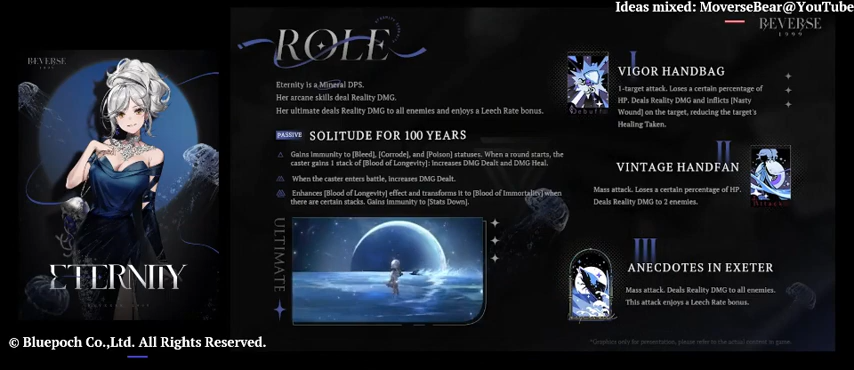 Ideas mixed: MoverseBear@YouTube
REVERSE
1999
REVERSE
1999
ETERNITY
© Bluepoch Co.,Ltd. All Rights Reserved.
ROLE
Eternity is a Mineral DPS.
Her arcane skills deal Reality DMG.
Her ultimate deals Reality DMG to all enemies and enjoys a Leech Rate bonus.
PASSIVE SOLITUDE FOR 100 YEARS
Gains immunity to [Bleed], [Corrode], and [Poison] statuses. When a round starts, the
caster gains 1 stack of [Blood of Longevity]: increases DMG Dealt and DMG Heal.
When the caster enters battle, increases DMG Dealt.
Enhances [Blood of Longevity] effect and transforms it to [Blood of Immortality] when
there are certain stacks. Gains immunity to [Stats Down].
ULTIMATE
I
VIGOR HANDBAG
1-target attack. Loses a certain percentage of
HP. Deals Reality DMG and inflicts [Nasty
Wound] on the target, reducing the target's
Healing Taken.
Debuff
II
VINTAGE HANDFAN
Mass attack. Loses a certain percentage of HP.
Deals Reality DMG to 2 enemies.
Attack
III
ANECDOTES IN EXETER
Mass attack. Deals Reality DMG to all enemies.
This attack enjoys a Leech Rate bonus.
*Graphics only for presentation, please refer to the actual content in game.